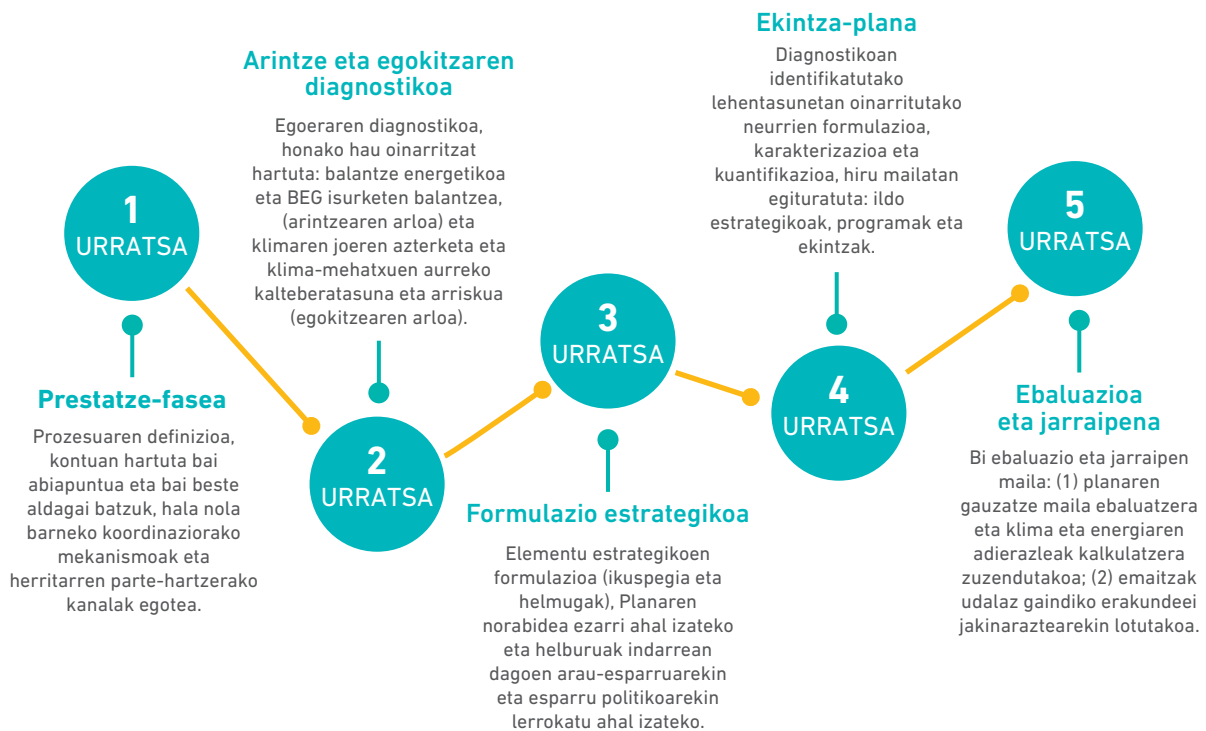 1
URRATSA
Prestatze-fasea
Prozesuaren definizioa,
kontuan hartuta bai
abiapuntua eta bai beste
aldagai batzuk, hala nola
barneko koordinaziorako
mekanismoak eta
herritarren parte-hartzerako
kanalak egotea.
Arintze eta egokitzaren
diagnostikoa
Egoeraren diagnostikoa,
honako hau oinarritzat
hartuta: balantze energetikoa
eta BEG isurketen balantzea,
(arintzearen arloa) eta
klimaren joeren azterketa eta
klima-mehatxuen aurreko
kalteberatasuna eta arriskua
(egokitzearen arloa).
2
URRATSA
3
URRATSA
Formulazio estrategikoa
Elementu estrategikoen
formulazioa (ikuspegia eta
helmugak), Planaren
norabidea ezarri ahal izateko
eta helburuak indarrean
dagoen arau-esparruarekin
eta esparru politikoarekin
lerrokatu ahal izateko.
Ekintza-plana
Diagnostikoan
identifikatutako
lehentasunetan oinarritutako
neurrien formulazioa,
karakterizazioa eta
kuantifikazioa, hiru mailatan
egituratuta: ildo
estrategikoak, programak eta
ekintzak.
4
URRATSA
5
URRATSA
Ebaluazioa
eta jarraipena
Bi ebaluazio eta jarraipen
maila: (1) planaren
gauzatze maila ebaluatzera
eta klima eta energiaren
adierazleak kalkulatzera
zuzendutakoa; (2) emaitzak
udalaz gaindiko erakundeei
jakinaraztearekin lotutakoa.